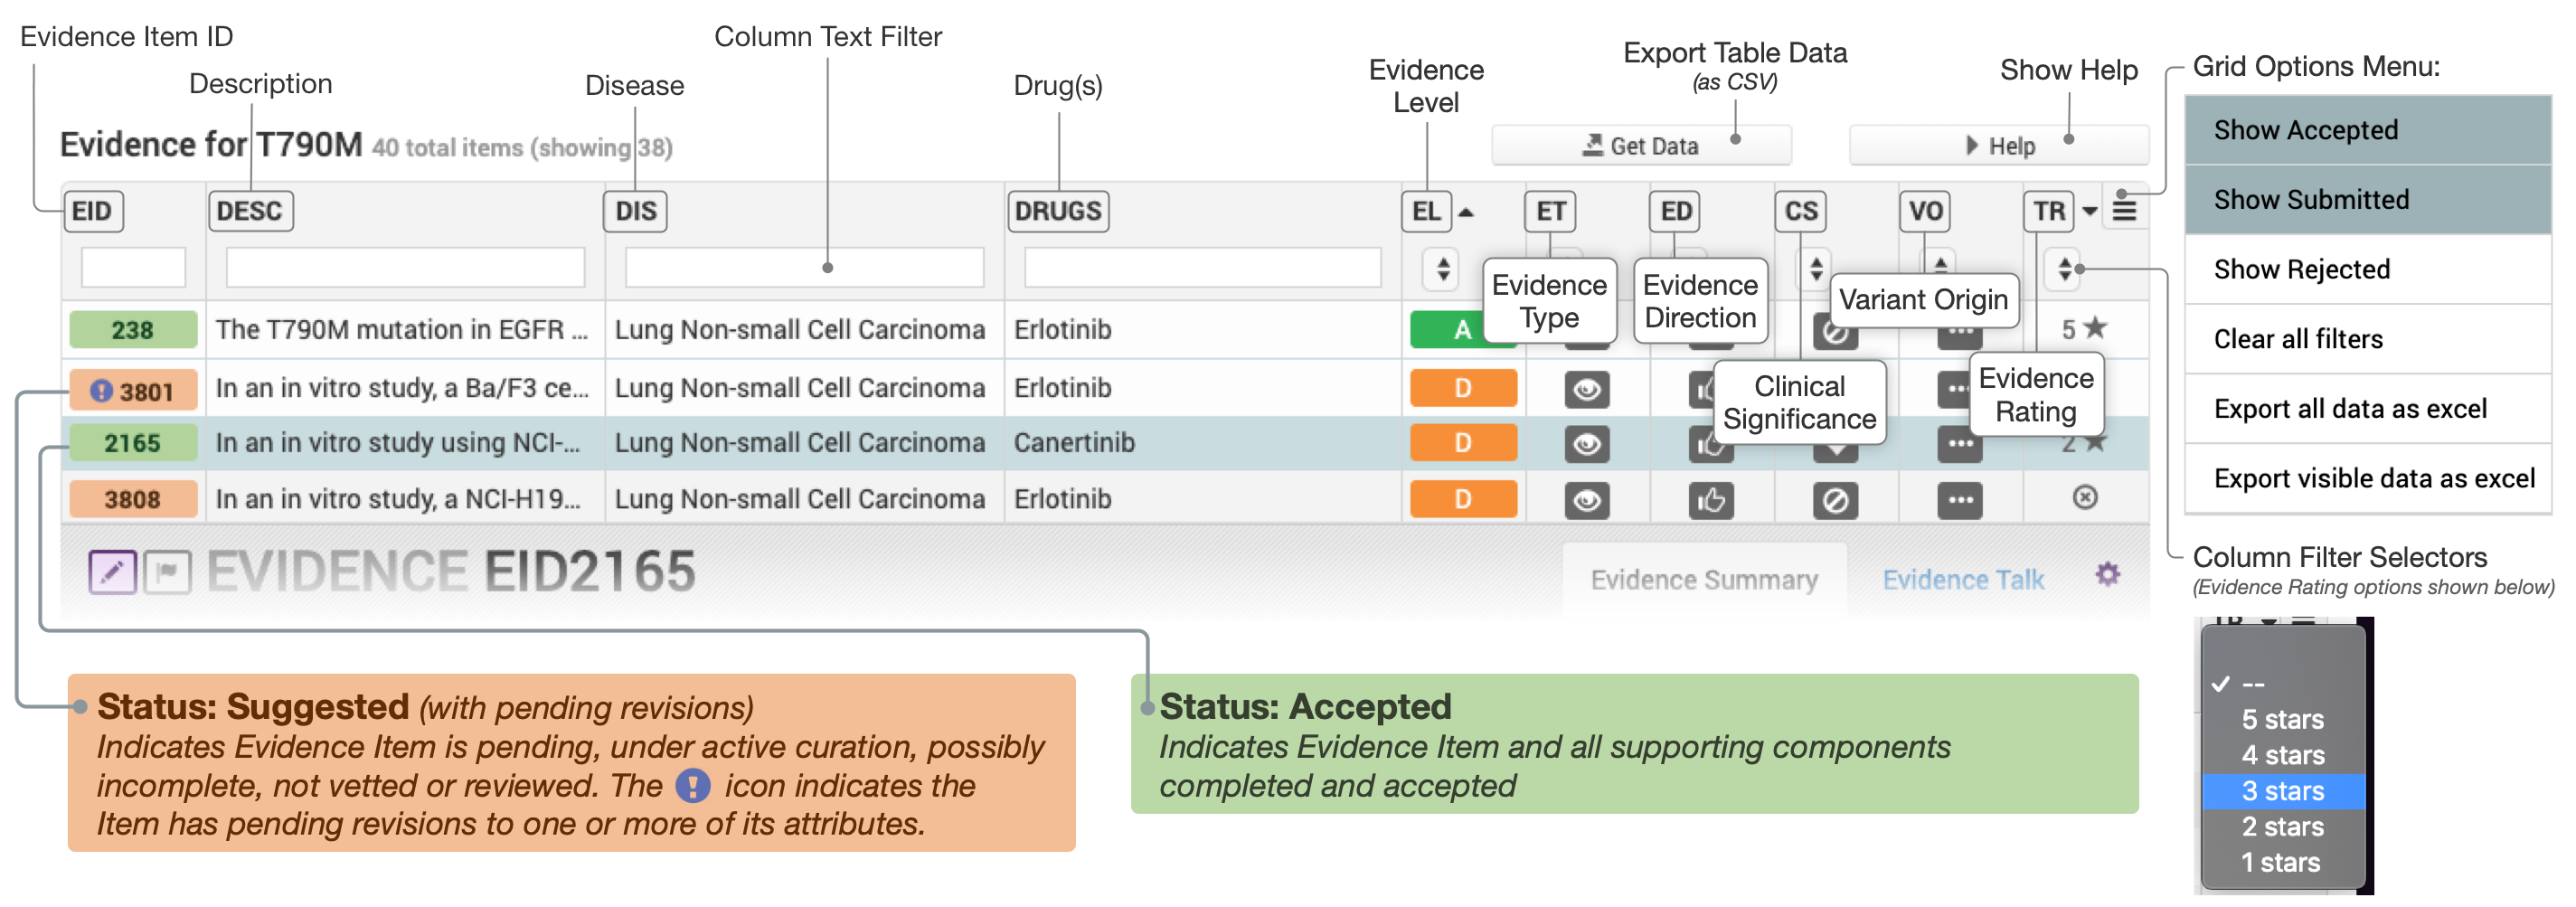 Evidence Item ID
Description
Disease
Column Text Filter
Drug(s)
Evidence
Level
Export Table Data
(as CSV)
Show Help
Grid Options Menu:
Show Accepted
Show Submitted
Show Rejected
Clear all filters
Export all data as excel
Export visible data as excel
Evidence for T790M 40 total items (showing 38)
Get Data
Help
EID DESC DIS DRUGS EL ET ED CS VO TR
Evidence
Type
Evidence
Direction
Clinical
Significance
Variant Origin
Evidence
Rating
238 The T790M mutation in EGFR ... Lung Non-small Cell Carcinoma Erlotinib A 5
3801 In an in vitro study, a Ba/F3 ce... Lung Non-small Cell Carcinoma Erlotinib D
2165 In an in vitro study using NCI-... Lung Non-small Cell Carcinoma Canertinib D 2
3808 In an in vitro study, a NCI-H19... Lung Non-small Cell Carcinoma Erlotinib D
EVIDENCE EID2165
Evidence Summary
Evidence Talk
Column Filter Selectors
(Evidence Rating options shown below)
--
5 stars
4 stars
3 stars
2 stars
1 stars
Status: Suggested (with pending revisions)
Indicates Evidence Item is pending, under active curation, possibly
incomplete, not vetted or reviewed. The ! icon indicates the
Item has pending revisions to one or more of its attributes.
Status: Accepted
Indicates Evidence Item and all supporting components
completed and accepted